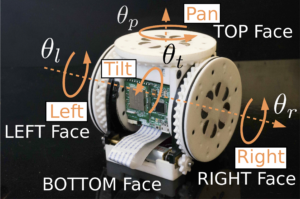 θp Pan
TOP Face
θl θt
Tilt
θr
Left
LEFT Face
Right
RIGHT Face
BOTTOM Face